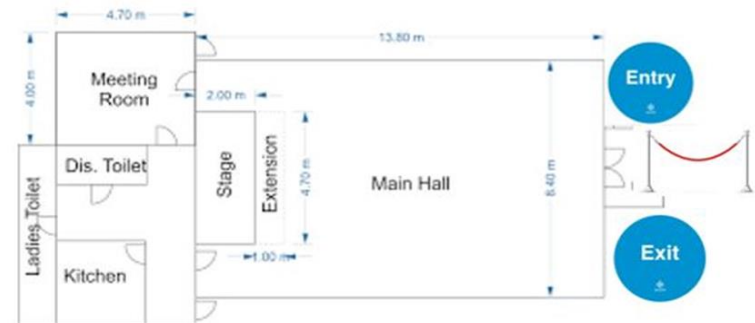 4.70 m
13.80 m
4.00 m
Meeting
Room
2.00 m
Entry
Dis. Toilet
Ladies Toilet
Stage
Extension
4.70 m
Main Hall
8.40 m
Kitchen
1.00 m
Exit